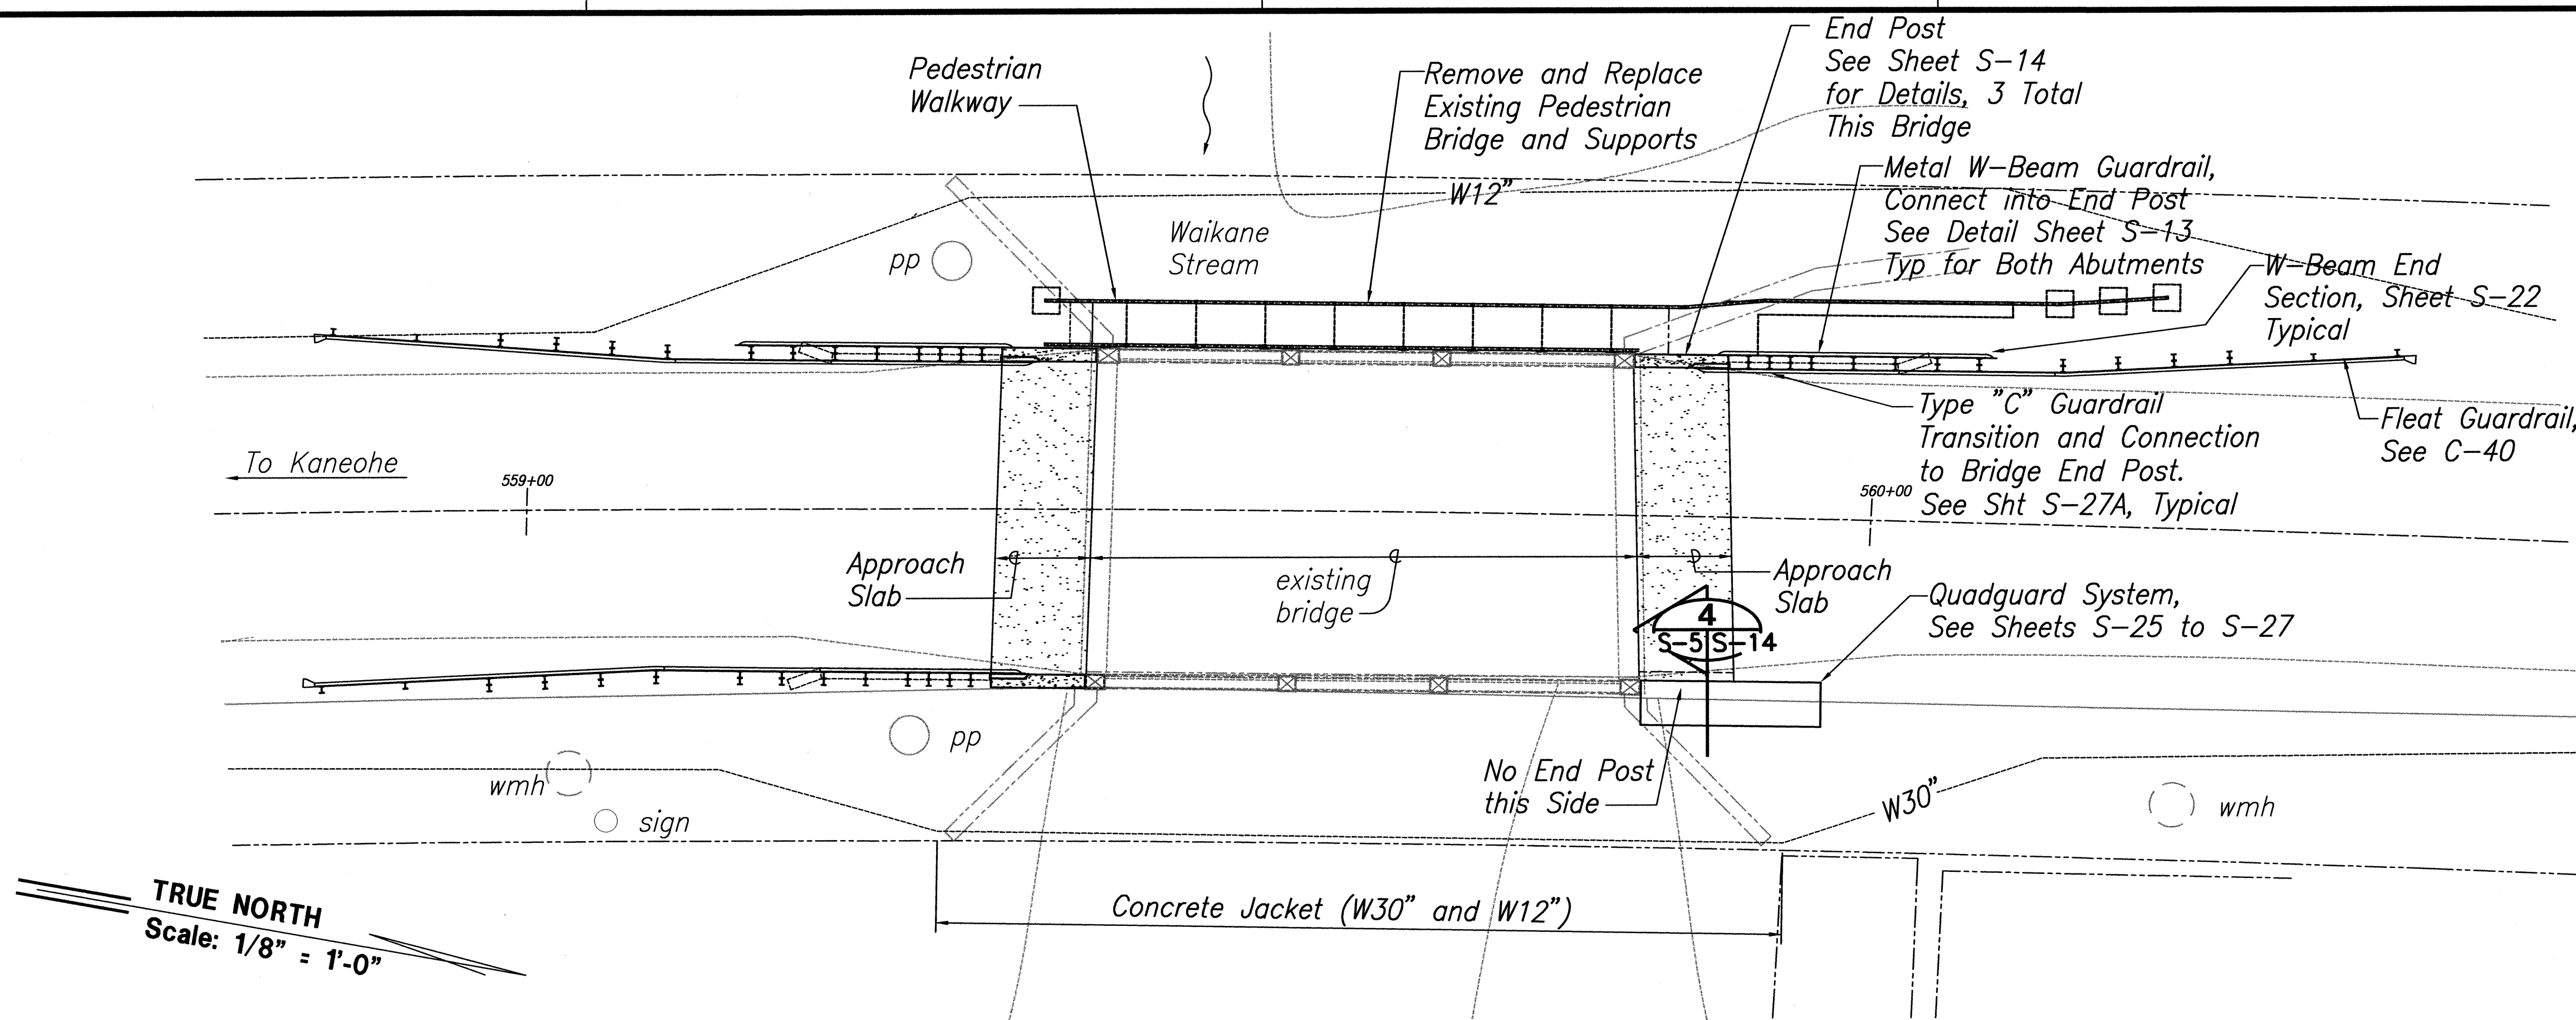 End Post
See Sheet S-14
for Details, 3 Total
This Bridge
Pedestrian
Walkway
Remove and Replace
Existing Pedestrian
Bridge and Supports
Metal W-Beam Guardrail,
Connect into End Post
See Detail Sheet S-13
Typ for Both Abutments
W12"
Waikane
Stream
pp
W-Beam End
Section, Sheet S-22
Typical
Type "C" Guardrail
Transition and Connection
to Bridge End Post.
See Sht S-27A, Typical
Fleat Guardrail,
See C-40
To Kaneohe
559+00
560+00
Approach
Slab
existing
bridge
Approach
Slab
Quadguard System,
See Sheets S-25 to S-27
4
S-5 S-14
pp
wmh
sign
No End Post
this Side
W30"
wmh
Concrete Jacket (W30" and W12")
TRUE NORTH
Scale: 1/8" = 1'-0"